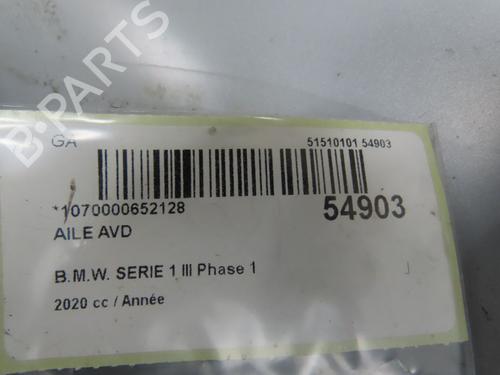 B-PARTS
GA
51510101 54903
*1070000652128
54903
AILE AVD
B.M.W. SERIE 1 III Phase 1
2020 cc / Année